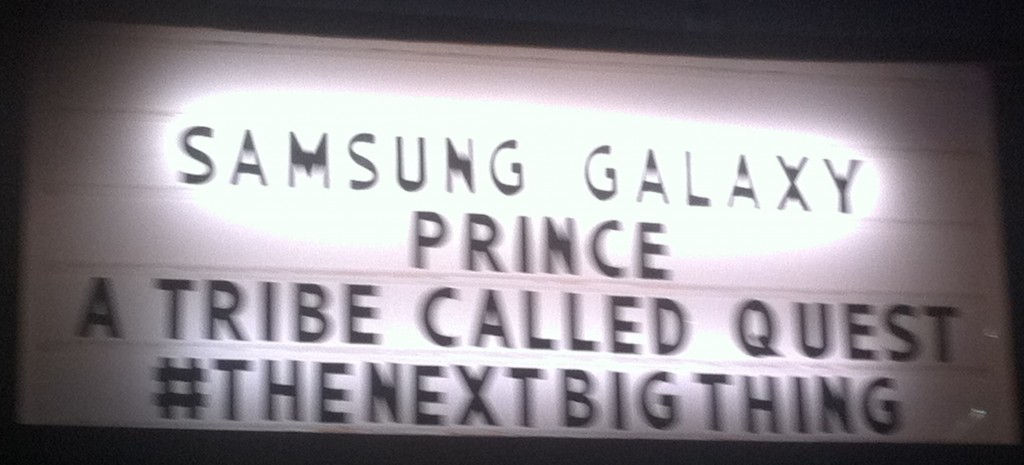 SAMSUNG GALAXY
PRINCE
A TRIBE CALLED QUEST
#THENEXTBIGTHING